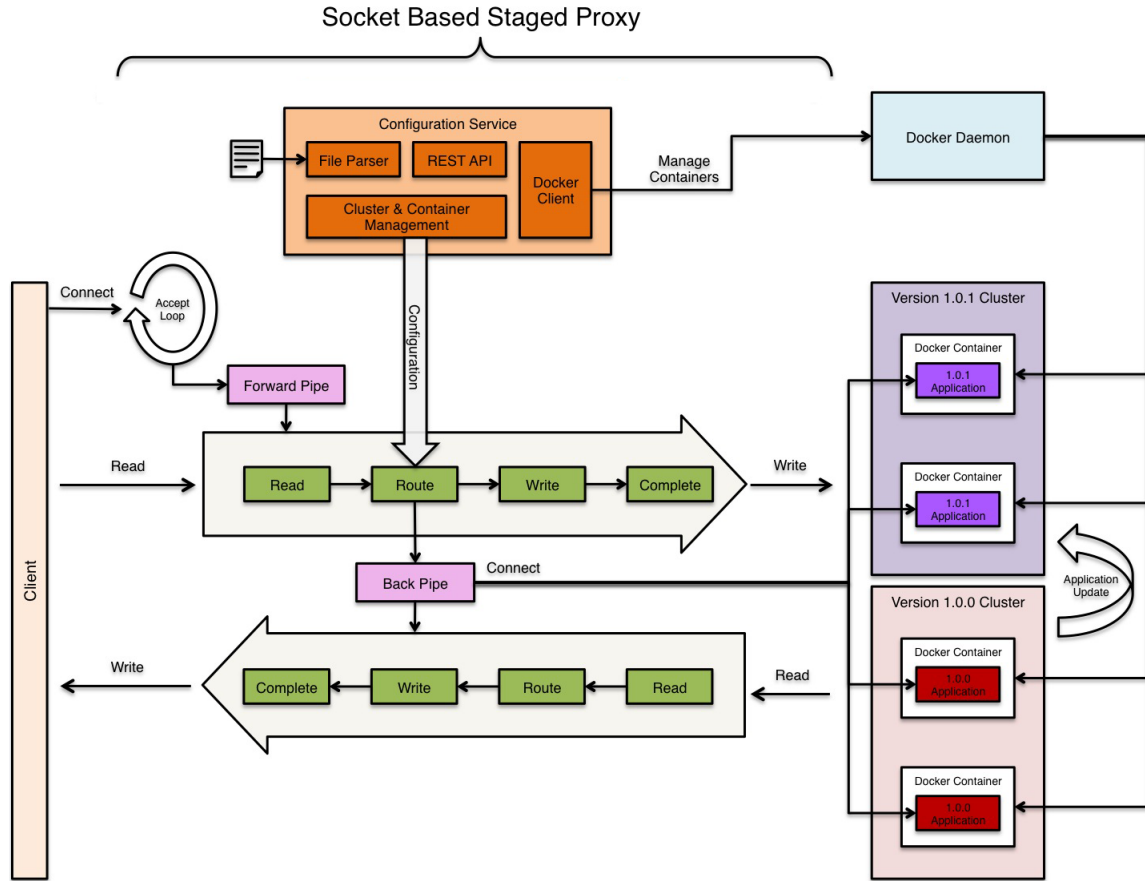 Socket Based Staged Proxy
Configuration Service
File Parser
REST API
Docker
Client
Cluster & Container
Management
Manage
Containers
Docker Daemon
Connect
Accept
Loop
Configuration
Forward Pipe
Read
Read
Route
Write
Complete
Write
Client
Back Pipe
Connect
Write
Complete
Write
Route
Read
Read
Version 1.0.1 Cluster
Docker Container
1.0.1
Application
Docker Container
1.0.1
Application
Application
Update
Version 1.0.0 Cluster
Docker Container
1.0.0
Application
Docker Container
1.0.0
Application